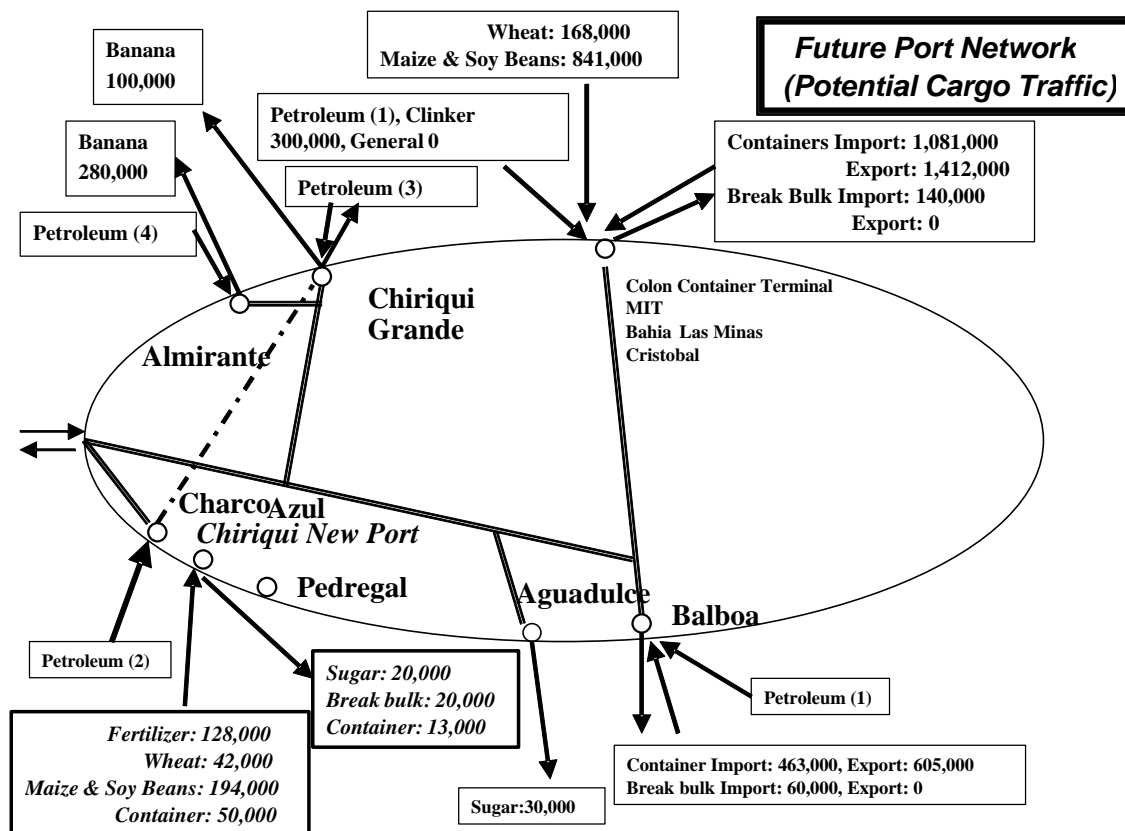 Future Port Network
(Potential Cargo Traffic)
Banana
100,000
Wheat: 168,000
Maize & Soy Beans: 841,000
Petroleum (1), Clinker
300,000, General 0
Banana
280,000
Petroleum (3)
Containers Import: 1,081,000
Export: 1,412,000
Break Bulk Import: 140,000
Export: 0
Petroleum (4)
Chiriqui
Grande
Colon Container Terminal
MIT
Bahia Las Minas
Cristobal
Almirante
Charco Azul
Chiriqui New Port
Pedregal
Aguadulce
Balboa
Petroleum (2)
Sugar: 20,000
Break bulk: 20,000
Container: 13,000
Petroleum (1)
Fertilizer: 128,000
Wheat: 42,000
Maize & Soy Beans: 194,000
Container: 50,000
Sugar:30,000
Container Import: 463,000, Export: 605,000
Break bulk Import: 60,000, Export: 0